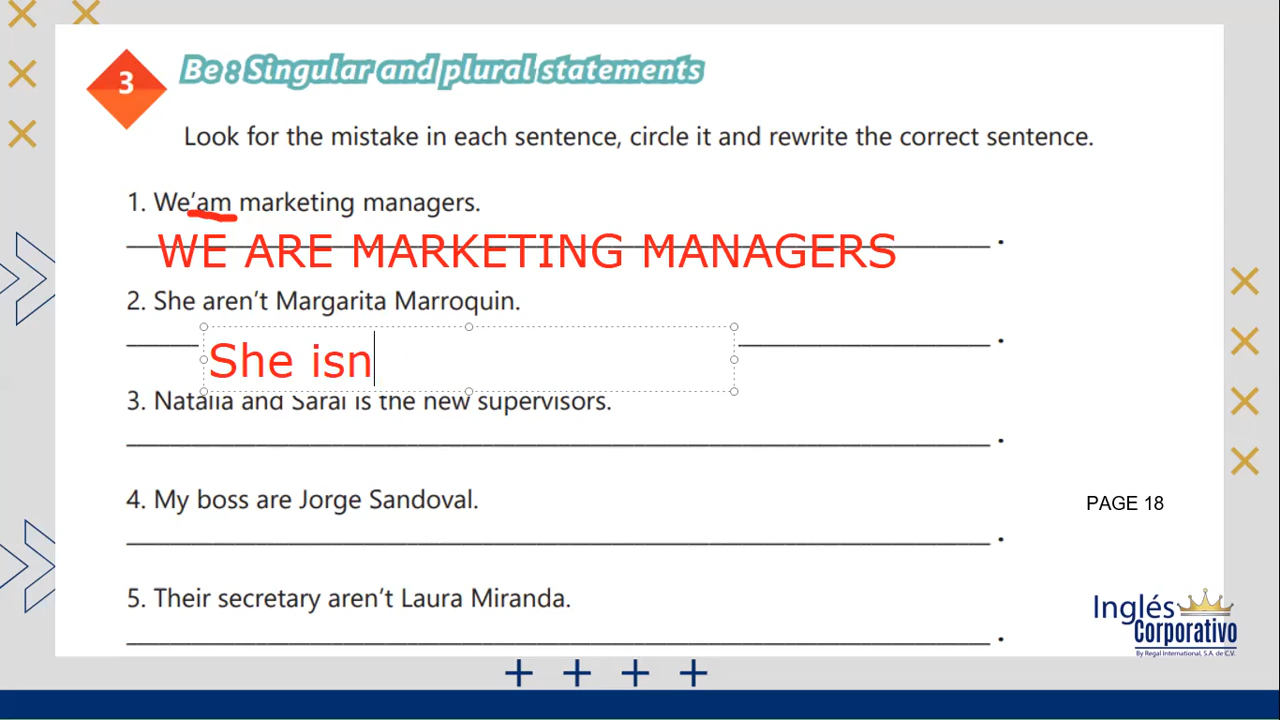 3
Be: Singular and plural statements
Look for the mistake in each sentence, circle it and rewrite the correct sentence.
1. We’am marketing managers.
WE ARE MARKETING MANAGERS
2. She aren’t Margarita Marroquin.
She isn
3. Natalia and Sarai is the new supervisors.
4. My boss are Jorge Sandoval.
PAGE 18
5. Their secretary aren’t Laura Miranda.
Inglés
Corporativo
By Regal International, S.A. de C.V.